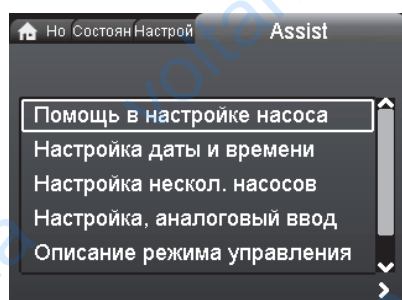 Но Состоян Настрой Assist
Помощь в настройке насоса
Настройка даты и времени
Настройка нескол. насосов
Настройка, аналоговый ввод
Описание режима управления